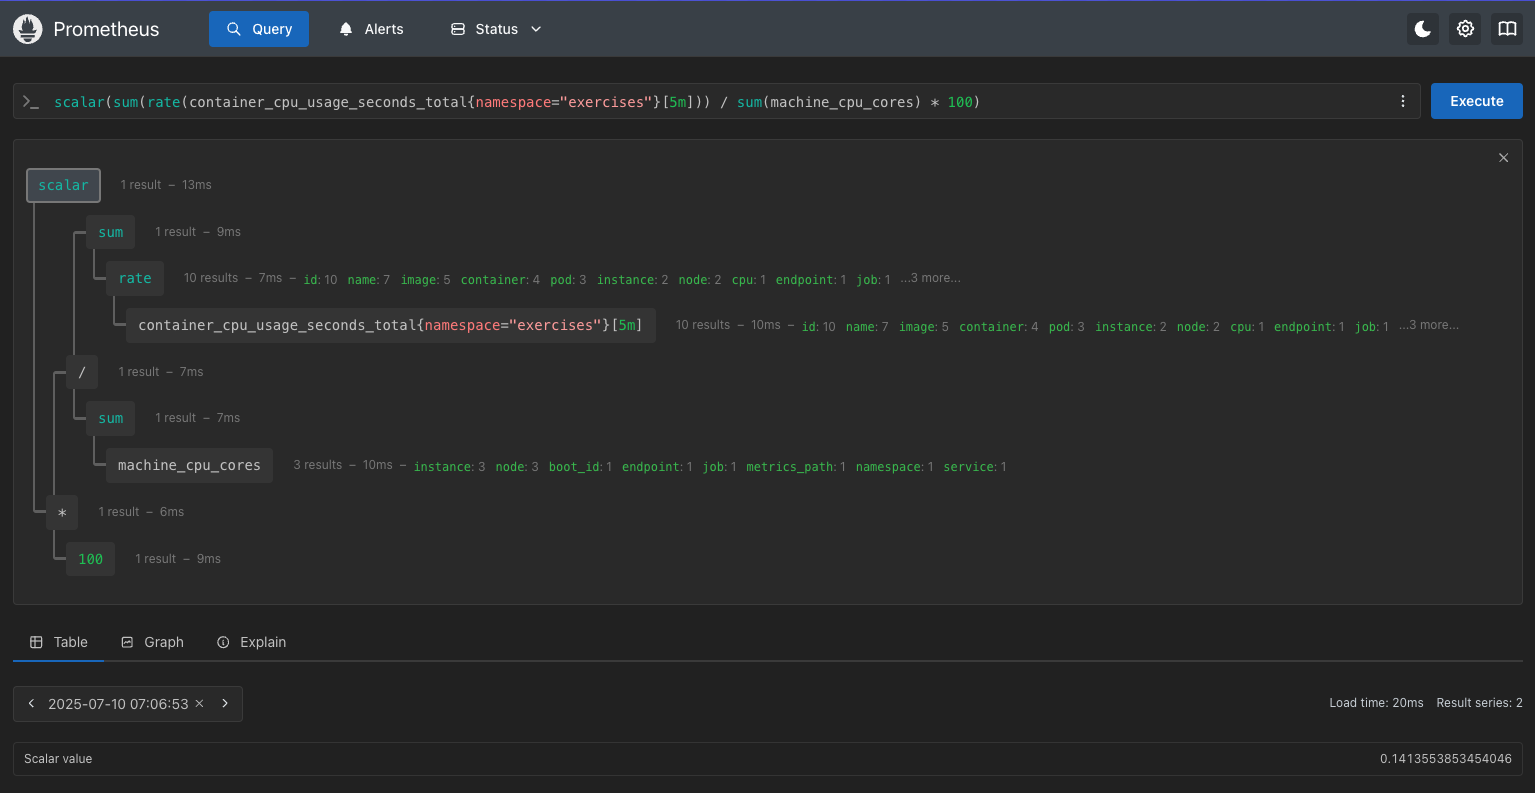 Prometheus Query Alerts Status
>_ scalar(sum(rate(container_cpu_usage_seconds_total{namespace="exercises"}[5m])) / sum(machine_cpu_cores) * 100) Execute
scalar 1 result – 13ms
sum 1 result – 9ms
rate 10 results – 7ms – id: 10 name: 7 image: 5 container: 4 pod: 3 instance: 2 node: 2 cpu: 1 endpoint: 1 job: 1 ...3 more...
container_cpu_usage_seconds_total{namespace="exercises"}[5m] 10 results – 10ms – id: 10 name: 7 image: 5 container: 4 pod: 3 instance: 2 node: 2 cpu: 1 endpoint: 1 job: 1 ...3 more...
/ 1 result – 7ms
sum 1 result – 7ms
machine_cpu_cores 3 results – 10ms – instance: 3 node: 3 boot_id: 1 endpoint: 1 job: 1 metrics_path: 1 namespace: 1 service: 1
* 1 result – 6ms
100 1 result – 9ms
Table Graph Explain
2025-07-10 07:06:53 Load time: 20ms Result series: 2
Scalar value 0.1413553853454046